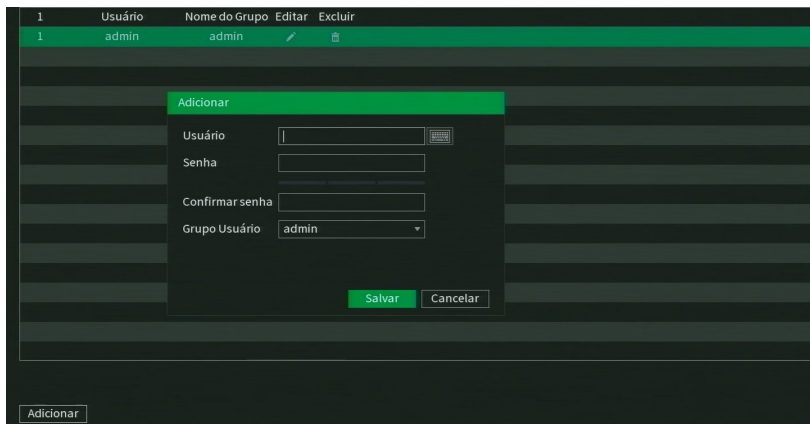 1 Usuário Nome do Grupo Editar Excluir
1 admin admin
Adicionar
Usuário
Senha
Confirmar senha
Grupo Usuário admin
Salvar Cancelar
Adicionar